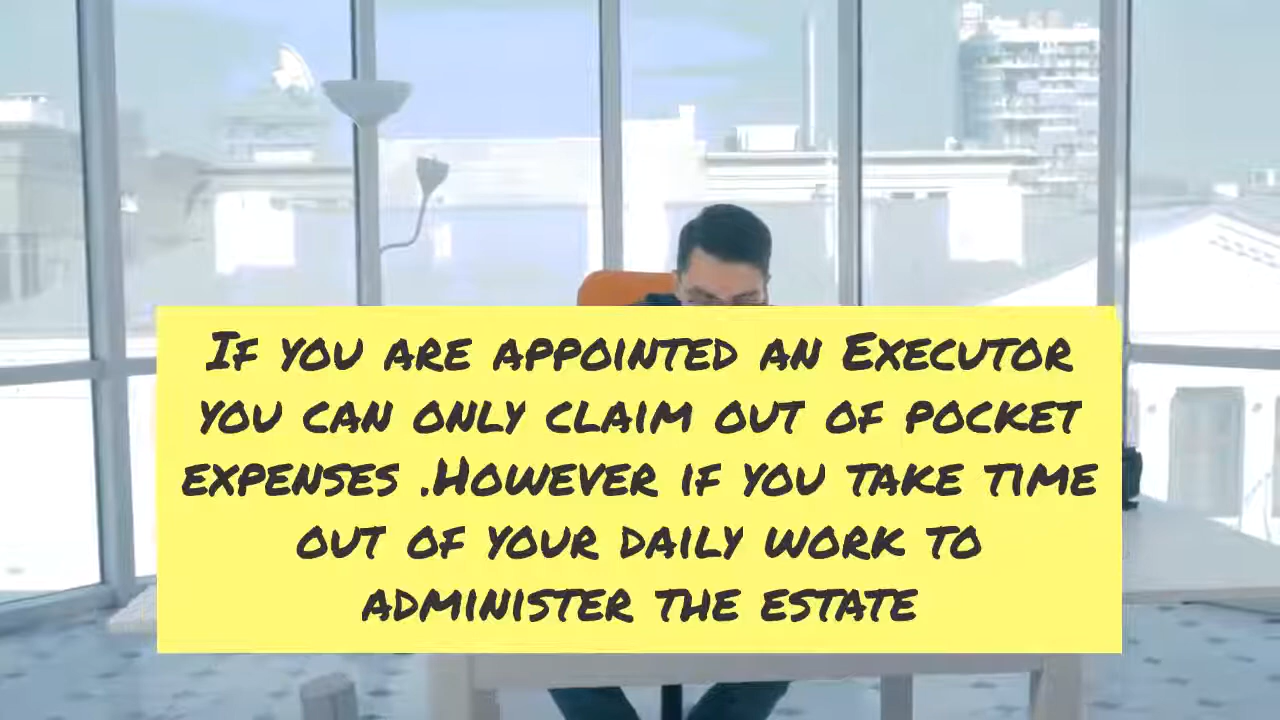 If you are appointed an Executor
you can only claim out of pocket
expenses .However if you take time
out of your daily work to
administer the estate